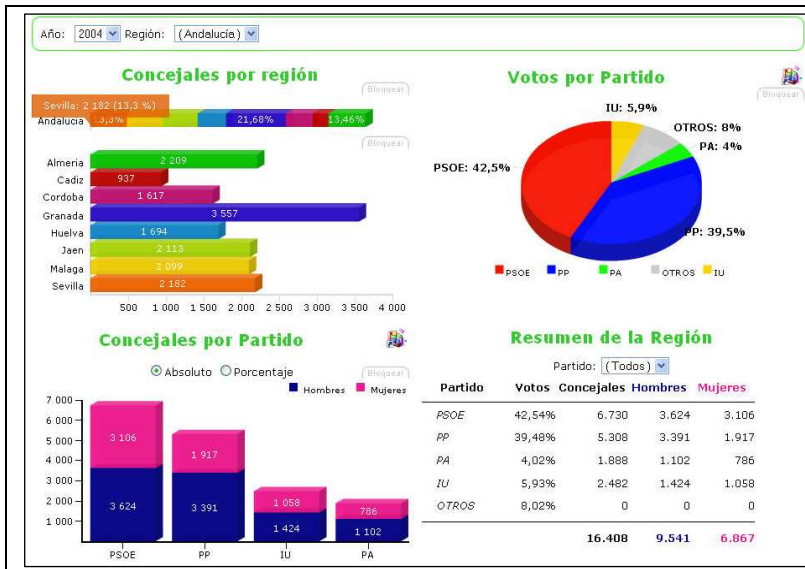 Año: 2004 Región: (Andalucía)
Concejales por región
Bloquear
Sevilla: 2 182 (13,3 %)
Andalucia 13,3% 21,68% 13,46%
Bloquear
Almeria 2 209
Cadiz 937
Cordoba 1 617
Granada 3 557
Huelva 1 694
Jaen 2 113
Malaga 2 099
Sevilla 2 182
500 1 000 1 500 2 000 2 500 3 000 3 500 4 000
Votos por Partido
Bloquear
IU: 5,9%
OTROS: 8%
PA: 4%
PSOE: 42,5%
PP: 39,5%
PSOE PP PA OTROS IU
Concejales por Partido
Absoluto Porcentaje
Bloquear
Hombres Mujeres
7 000
6 000
5 000
4 000
3 000
2 000
1 000
3 106 1 917 1 058 786
3 624 3 391 1 424 1 102
PSOE PP IU PA
Resumen de la Región
Partido: (Todos)
Partido Votos Concejales Hombres Mujeres
PSOE 42,54% 6.730 3.624 3.106
PP 39,48% 5.308 3.391 1.917
PA 4,02% 1.888 1.102 786
IU 5,93% 2.482 1.424 1.058
OTROS 8,02% 0 0 0
16.408 9.541 6.867